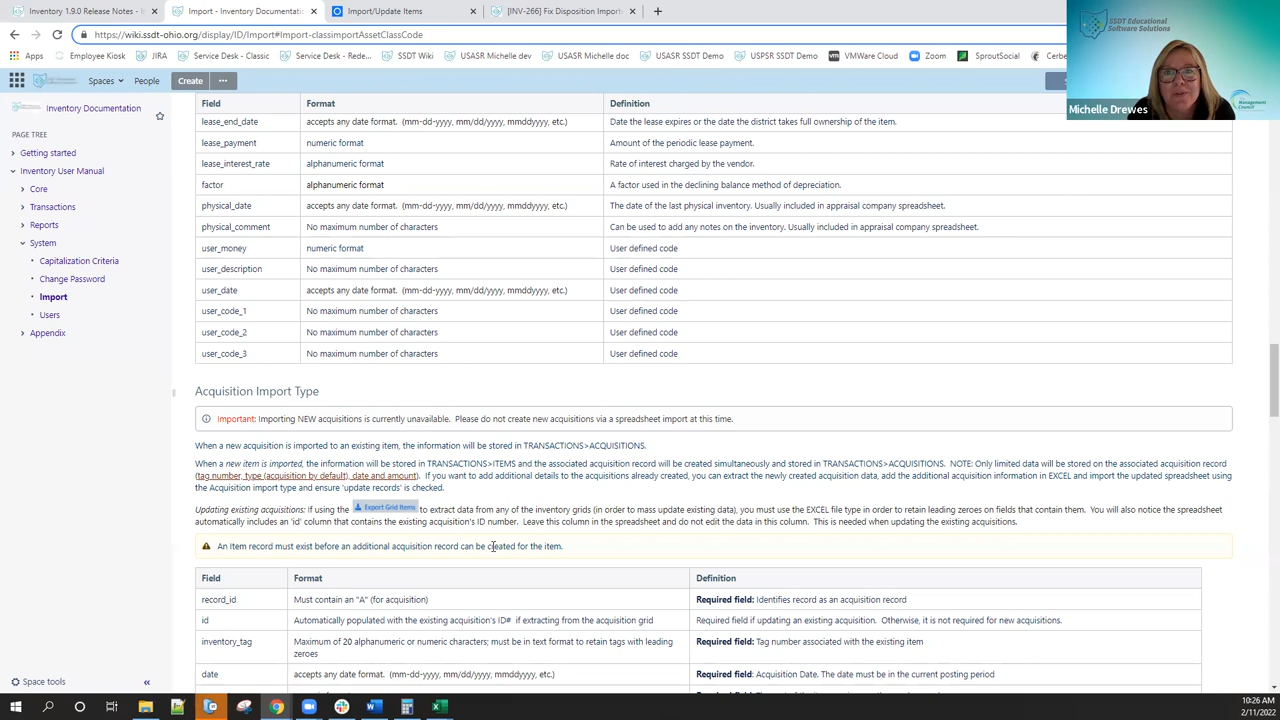 Inventory 1.9.0 Release Notes - In
Import - Inventory Documentatio
Import/Update Items
[INV-266] Fix Disposition Import
https://wiki.ssdt-ohio.org/display/ID/Import#Import-classimportAssetClassCode
Apps
Employee Kiosk
JIRA
Service Desk - Classic
Service Desk - Rede...
SSDT Wiki
USASR Michelle dev
USASR Michelle doc
USASR SSDT Demo
USPSR SSDT Demo
VMWare Cloud
Zoom
SproutSocial
SSDT Educational
Software Solutions
Management
Council
Michelle Drewes
Spaces
People
Create
Inventory Documentation
PAGE TREE
Getting started
Inventory User Manual
Core
Transactions
Reports
System
Capitalization Criteria
Change Password
Import
Users
Appendix
Space tools
Field Format Definition
lease_end_date accepts any date format. (mm-dd-yyyy, mm/dd/yyyy, mmddyyyy, etc.) Date the lease expires or the date the district takes full ownership of the item.
lease_payment numeric format Amount of the periodic lease payment.
lease_interest_rate alphanumeric format Rate of interest charged by the vendor.
factor alphanumeric format A factor used in the declining balance method of depreciation.
physical_date accepts any date format. (mm-dd-yyyy, mm/dd/yyyy, mmddyyyy, etc.) The date of the last physical inventory. Usually included in appraisal company spreadsheet.
physical_comment No maximum number of characters Can be used to add any notes on the inventory. Usually included in appraisal company spreadsheet.
user_money numeric format User defined code
user_description No maximum number of characters User defined code
user_date accepts any date format. (mm-dd-yyyy, mm/dd/yyyy, mmddyyyy, etc.) User defined code
user_code_1 No maximum number of characters User defined code
user_code_2 No maximum number of characters User defined code
user_code_3 No maximum number of characters User defined code
Acquisition Import Type
Important: Importing NEW acquisitions is currently unavailable. Please do not create new acquisitions via a spreadsheet import at this time.
When a new acquisition is imported to an existing item, the information will be stored in TRANSACTIONS>ACQUISITIONS.
When a new item is imported, the information will be stored in TRANSACTIONS>ITEMS and the associated acquisition record will be created simultaneously and stored in TRANSACTIONS>ACQUISITIONS. NOTE: Only limited data will be stored on the associated acquisition record
(tag number, type (acquisition by default), date and amount). If you want to add additional details to the acquisitions already created, you can extract the newly created acquisition data, add the additional information in EXCEL and import the updated spreadsheet using
the Acquisition import type and ensure 'update records' is checked.
Updating existing acquisitions: If using the Export Grid Items to extract data from any of the inventory grids (in order to mass update existing data), you must use the EXCEL file type in order to retain leading zeroes on fields that contain them. You will also notice the spreadsheet
automatically includes an 'id' column that contains the existing acquisition's ID number. Leave this column in the spreadsheet and do not edit the data in this column. This is needed when updating the existing acquisitions.
An Item record must exist before an additional acquisition record can be created for the item.
Field Format Definition
record_id Must contain an "A" (for acquisition) Required field: Identifies record as an acquisition record
id Automatically populated with the existing acquisition's ID# if extracting from the acquisition grid Required field if updating an existing acquisition. Otherwise, it is not required for new acquisitions.
inventory_tag Maximum of 20 alphanumeric or numeric characters; must be in text format to retain tags with leading Required field: Tag number associated with the existing item
zeroes
date accepts any date format. (mm-dd-yyyy, mm/dd/yyyy, mmddyyyy, etc.) Required field: Acquisition Date. The date must be in the current posting period
10:26 AM
2/11/2022